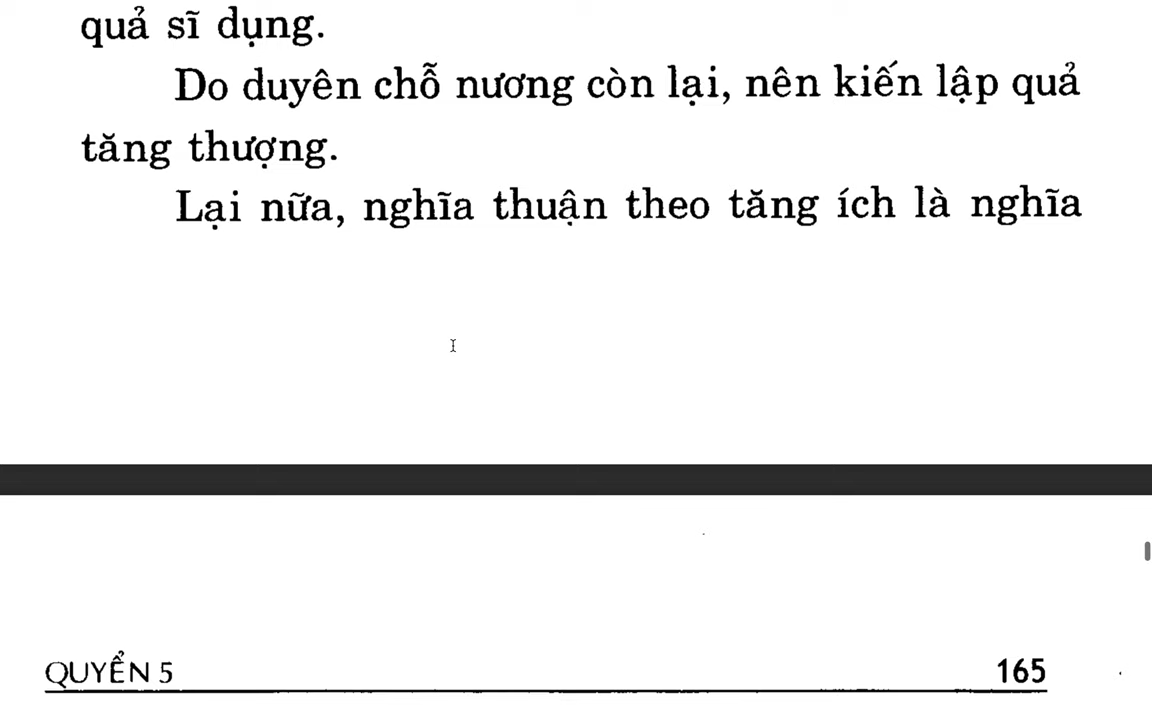 quả sĩ dụng.
Do duyên chỗ nương còn lại, nên kiến lập quả
tăng thượng.
Lại nữa, nghĩa thuận theo tăng ích là nghĩa
QUYỂN 5 165